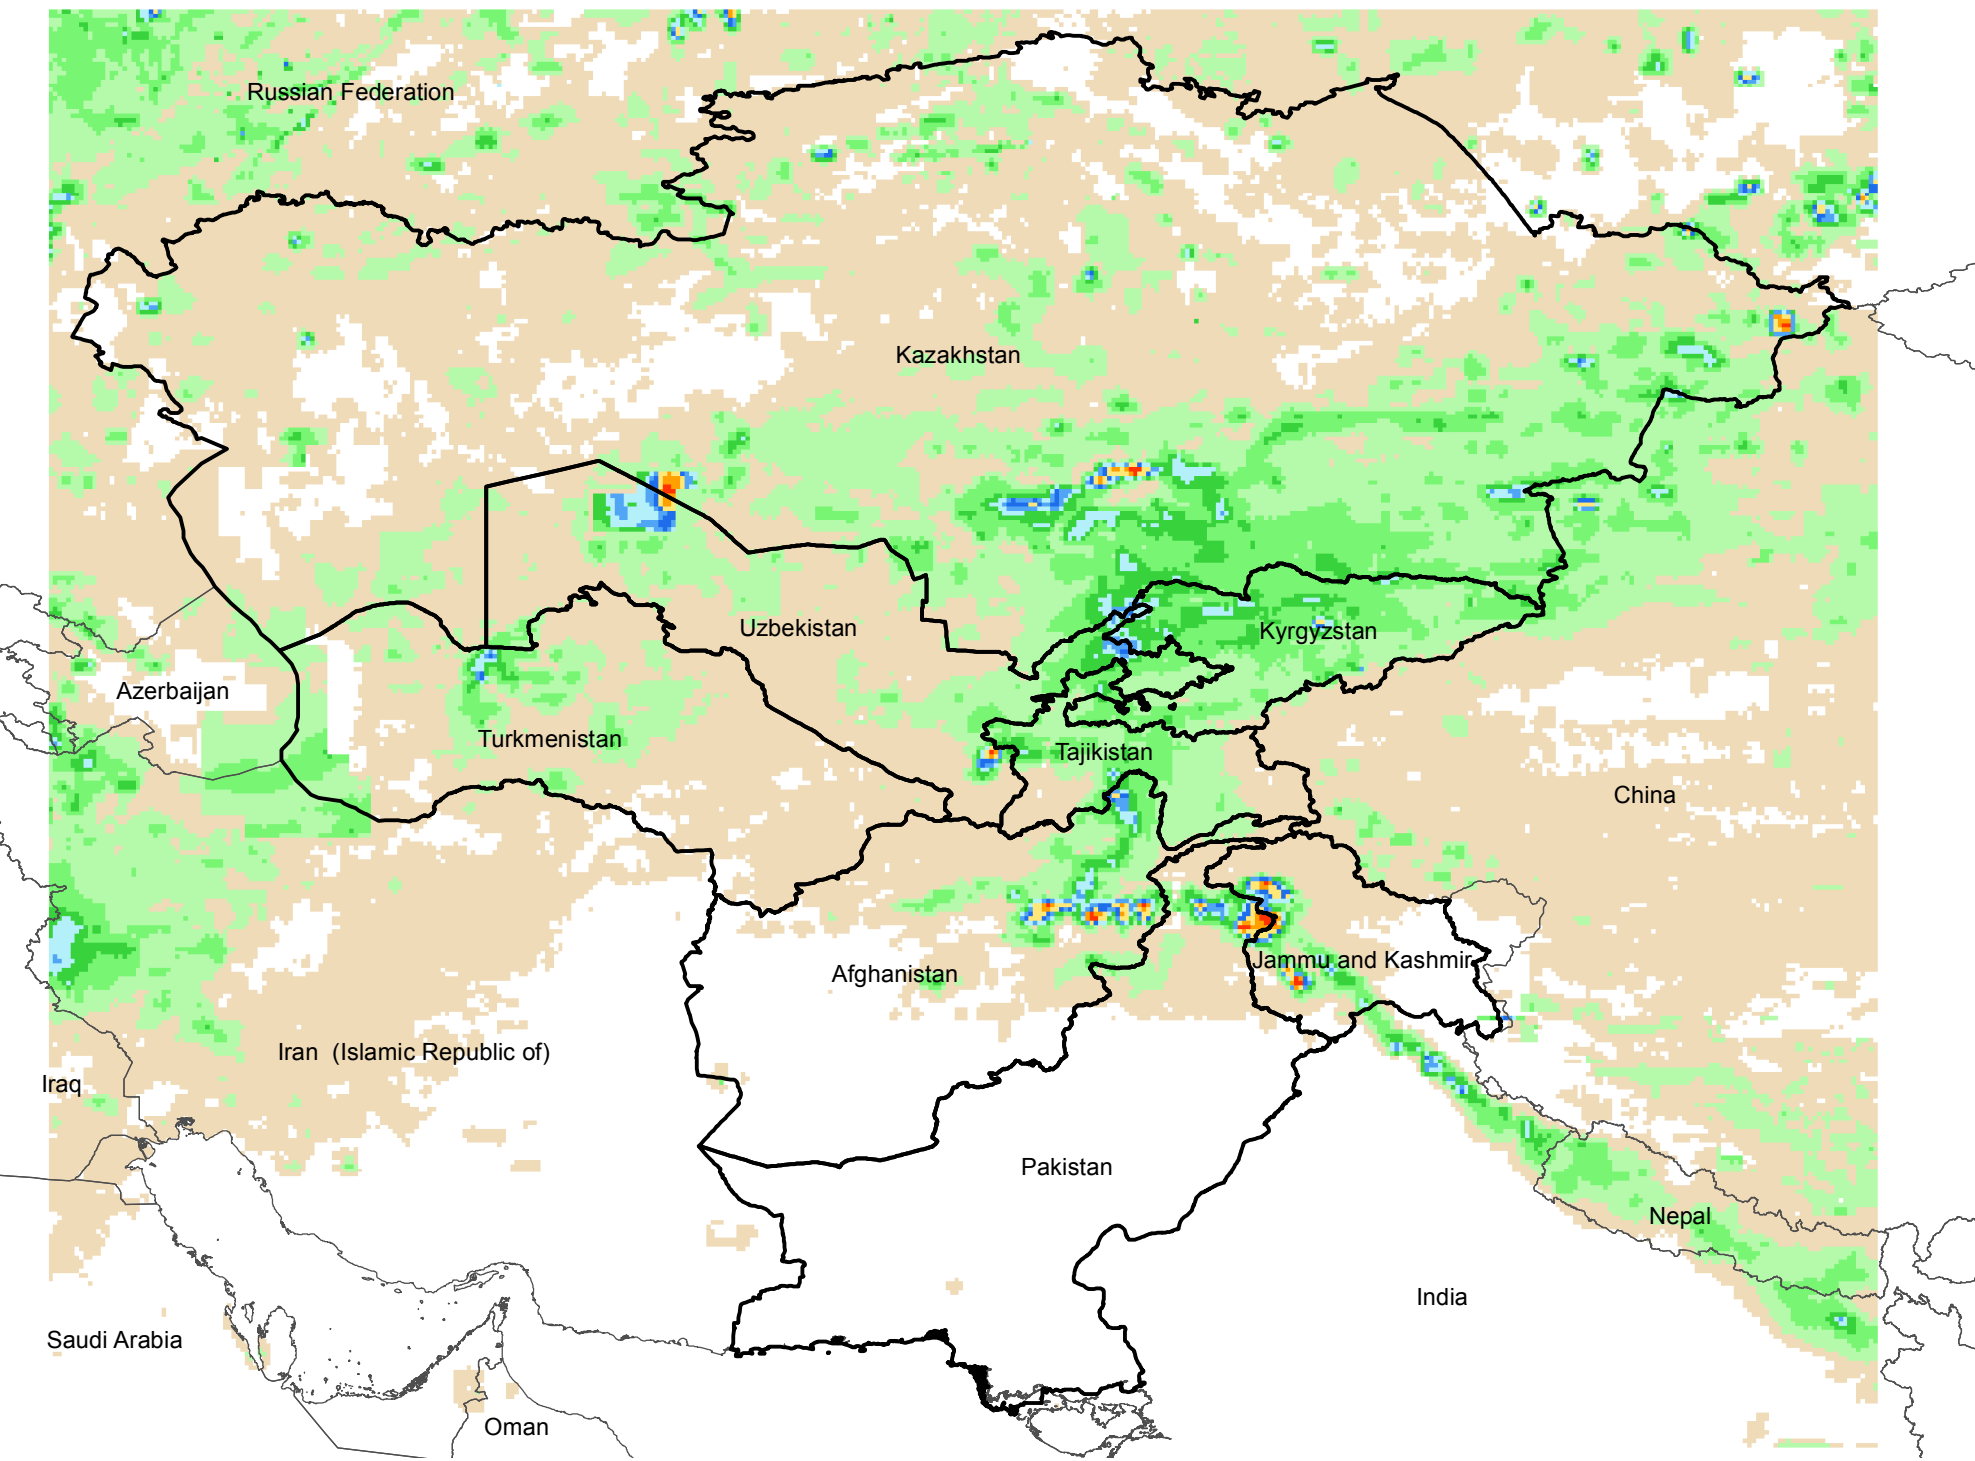 Russian Federation
Kazakhstan
Uzbekistan
Kyrgyzstan
Azerbaijan
Turkmenistan
Tajikistan
China
Jammu and Kashmir
Afghanistan
Iran  (Islamic Republic of)
Iraq
Pakistan
Nepal
India
Saudi Arabia
Oman